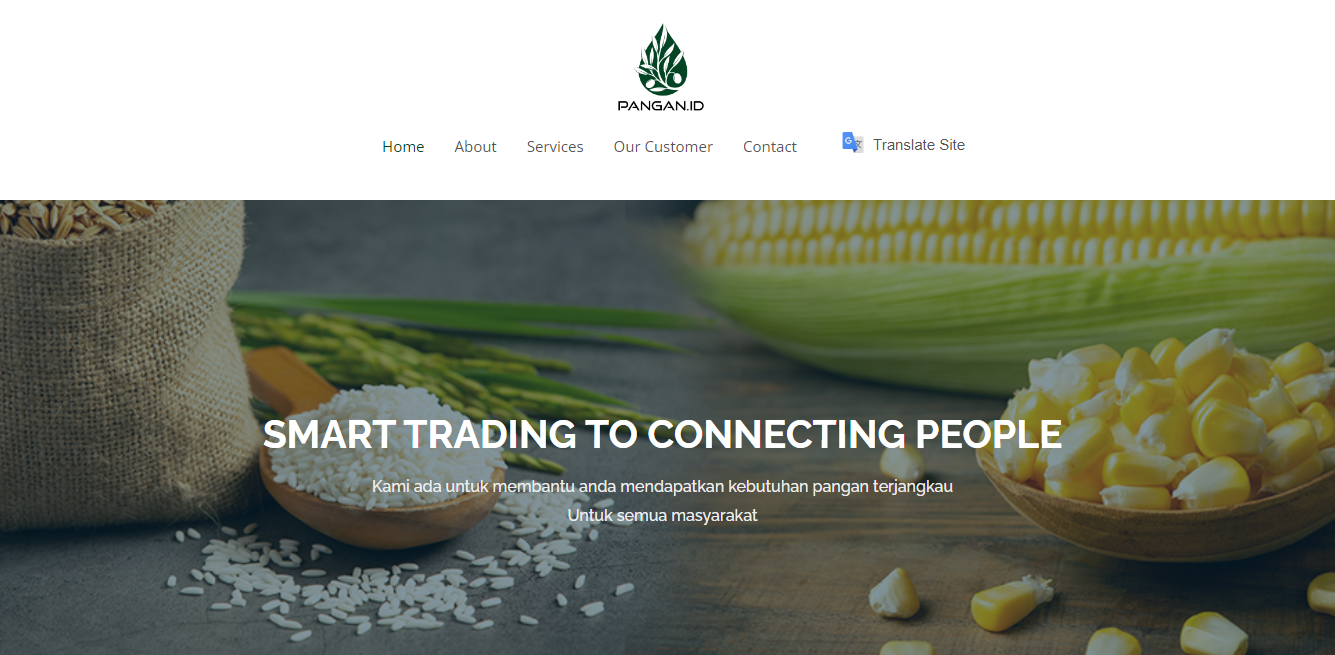 PANGAN.ID
Home About Services Our Customer Contact Translate Site
SMART TRADING TO CONNECTING PEOPLE
Kami ada untuk membantu anda mendapatkan kebutuhan pangan terjangkau
Untuk semua masyarakat